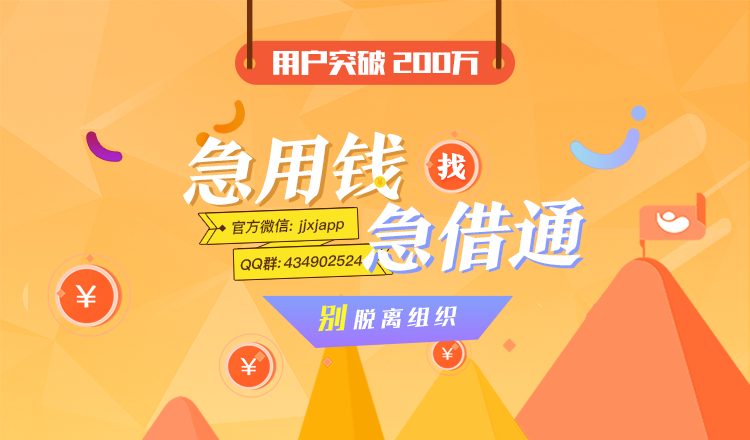 用户突破 200万
急用钱 找
官方微信: jjxjapp
急借通
QQ群: 434902524
别脱离组织
¥
¥
¥